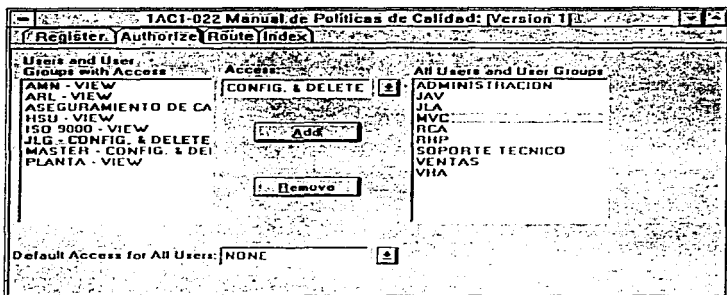 1AC1-022 Manual de Politicas de Calidad: [Version 1]
Register. Authorize Route Index
Users and User
Groups with Access
AMN - VIEW
ARL - VIEW
ASEGURAMIENTO DE CA
HSU - VIEW
ISO 9000 - VIEW
JLG - CONFIG. & DELETE
MASTER - CONFIG. & DEL
PLANTA - VIEW
Access:
CONFIG. & DELETE
Add
Remove
All Users and User Groups
ADMINISTRACION
JAV
JLA
MVC
RCA
RHP
SOPORTE TECNICO
VENTAS
VHA
Default Access for All Users: NONE